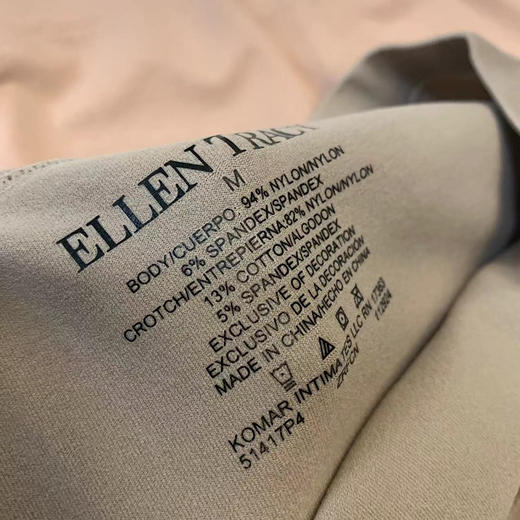 ELLEN TRACY
M
BODY/CUERPO: 94% NYLON/NYLON
6% SPANDEX/SPANDEX
CROTCH/ENTREPIERNA:82% NYLON/NYLON
13% COTTON/ALGODON
5% SPANDEX/SPANDEX
EXCLUSIVE OF DECORATION
EXCLUSIVO DE LA DECORACIÓN
MADE IN CHINA/HECHO EN CHINA
KOMAR INTIMATES LLC RN
51417P4